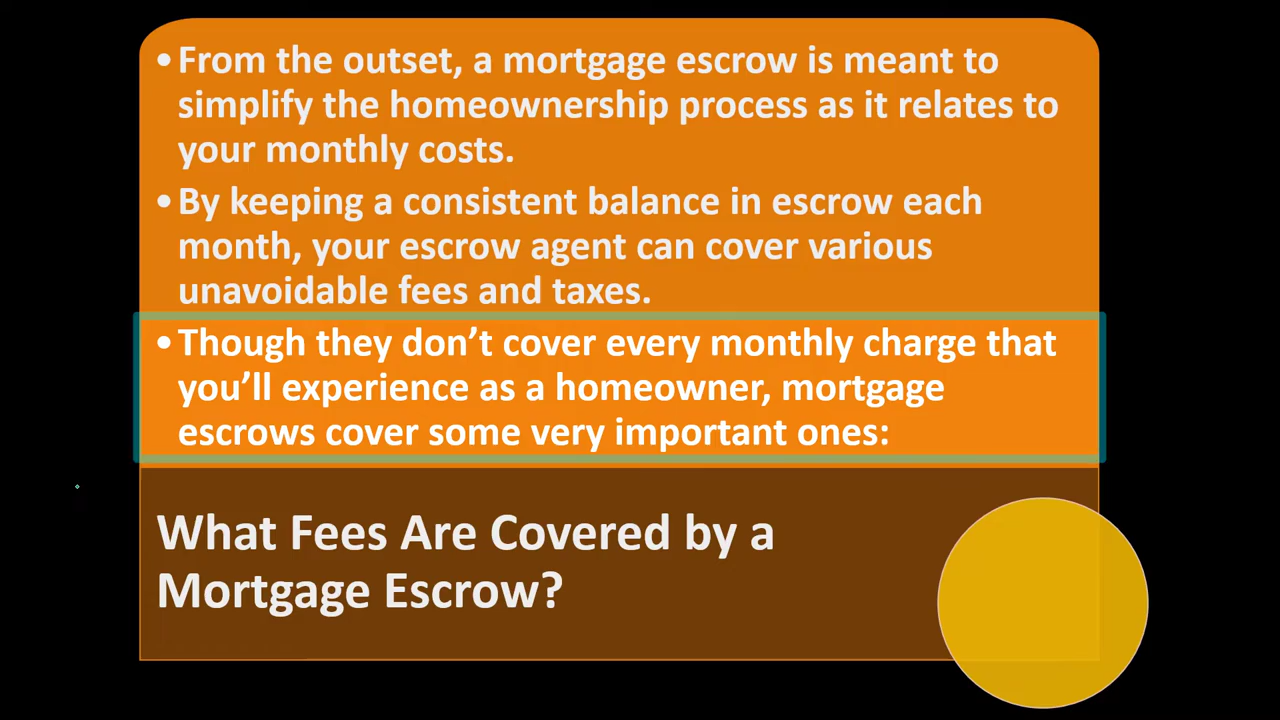 •From the outset, a mortgage escrow is meant to
simplify the homeownership process as it relates to
your monthly costs.
•By keeping a consistent balance in escrow each
month, your escrow agent can cover various
unavoidable fees and taxes.
•Though they don’t cover every monthly charge that
you’ll experience as a homeowner, mortgage
escrows cover some very important ones:
What Fees Are Covered by a
Mortgage Escrow?